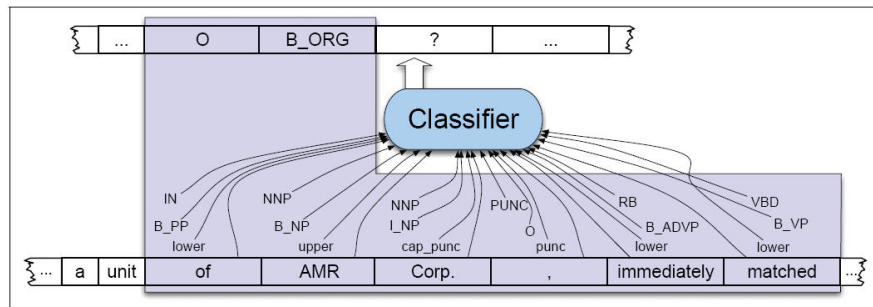 ... O B_ORG ? ...
Classifier
IN NNP NNP PUNC RB VBD
B_PP B_NP I_NP O B_ADVP B_VP
lower upper cap_punc punc lower lower
... a unit of AMR Corp. , immediately matched ...